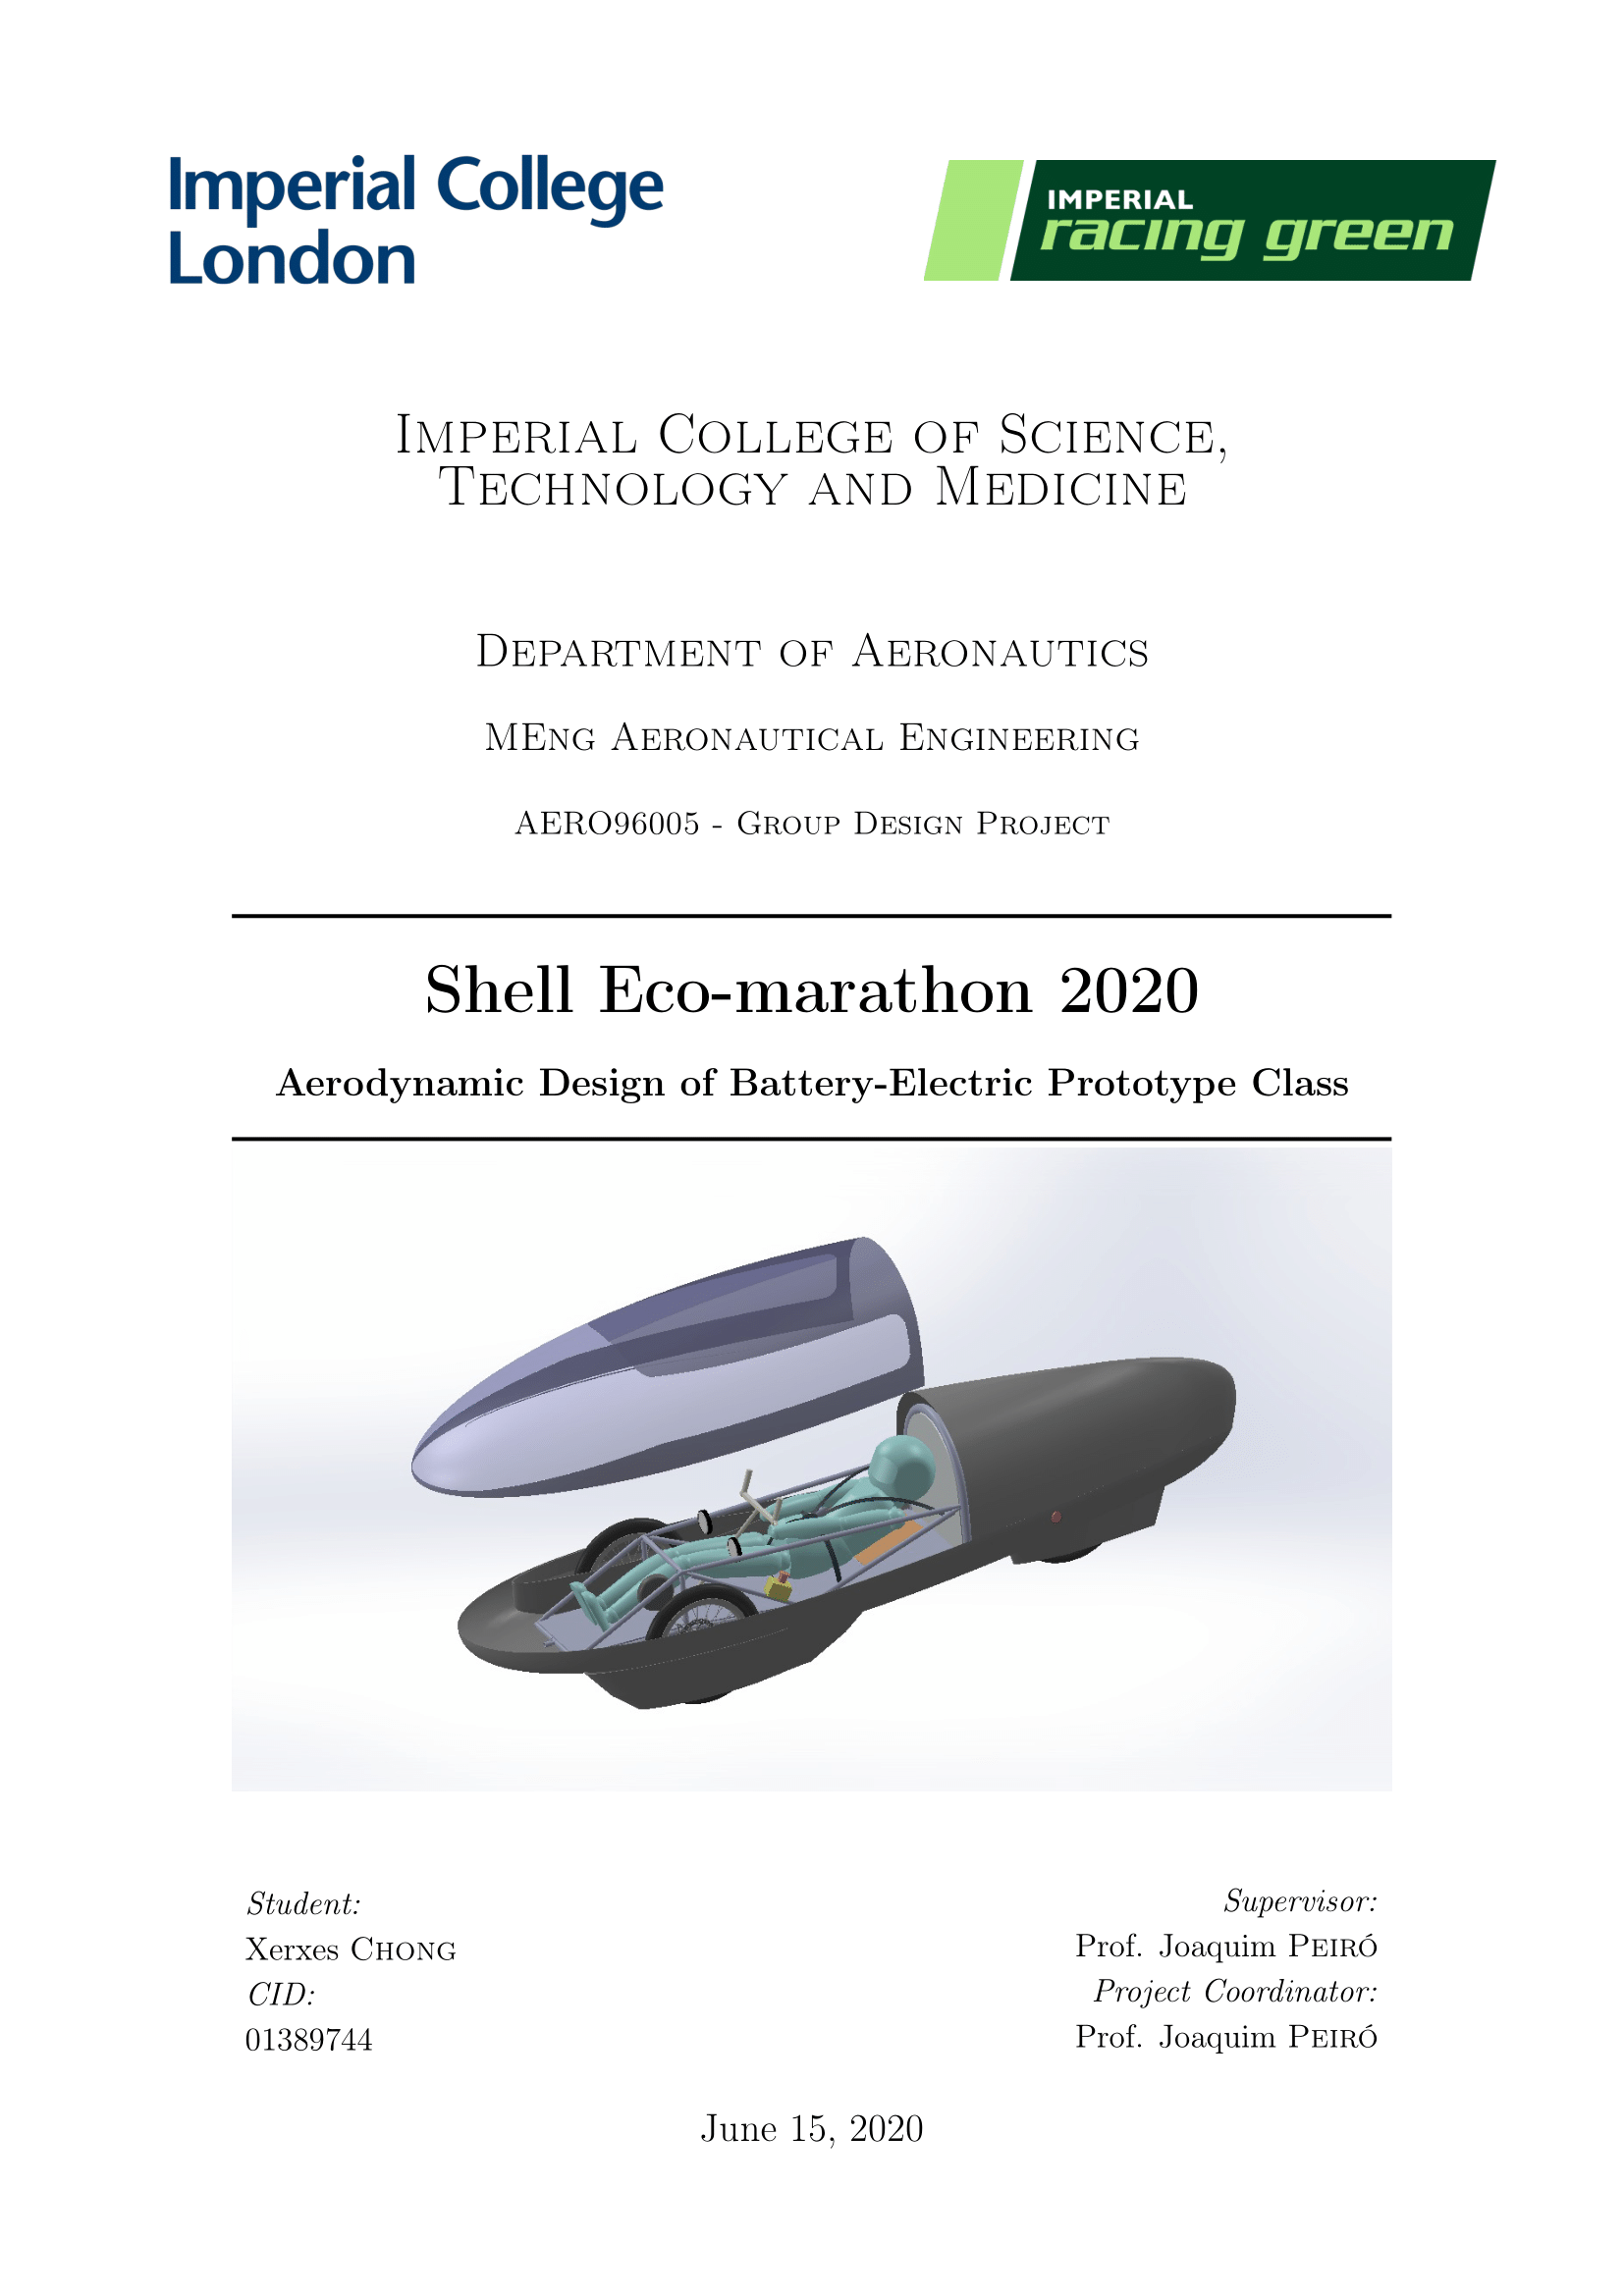 Imperial College
London
IMPERIAL
racing green
Imperial College of Science,
Technology and Medicine
Department of Aeronautics
MEng Aeronautical Engineering
AERO96005 - Group Design Project
Shell Eco-marathon 2020
Aerodynamic Design of Battery-Electric Prototype Class
Student:
Xerxes Chong
CID:
01389744
Supervisor:
Prof. Joaquim Peiró
Project Coordinator:
Prof. Joaquim Peiró
June 15, 2020